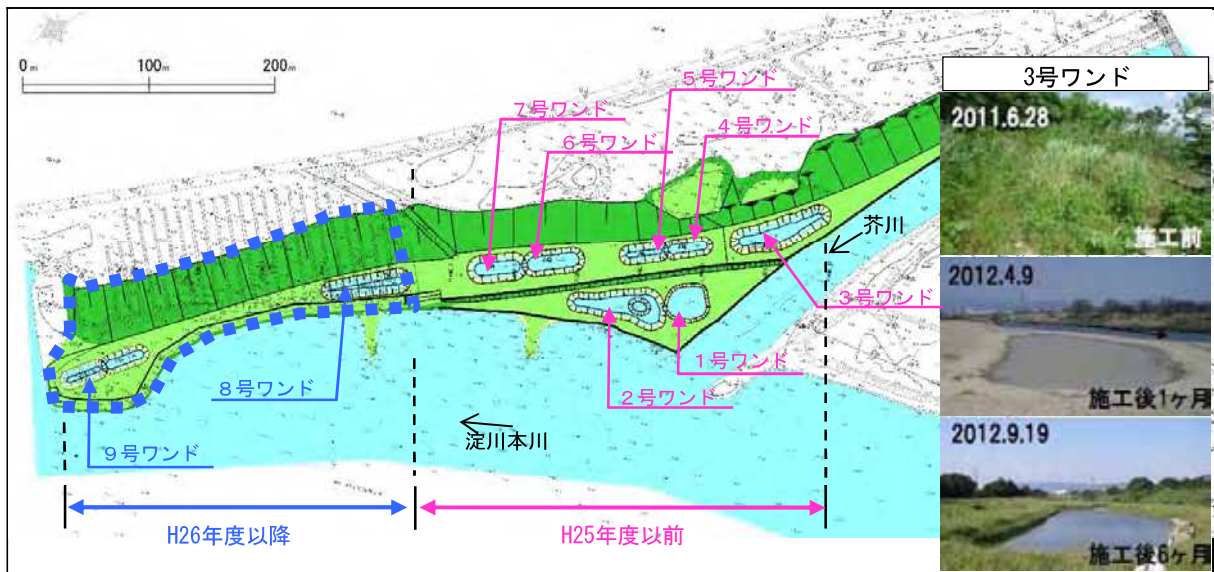 0m 100m 200m
5号ワンド
7号ワンド
4号ワンド
6号ワンド
芥川
3号ワンド
1号ワンド
8号ワンド
2号ワンド
淀川本川
9号ワンド
H26年度以降
H25年度以前
3号ワンド
2011.6.28
施工前
2012.4.9
施工後1ヶ月
2012.9.19
施工後6ヶ月